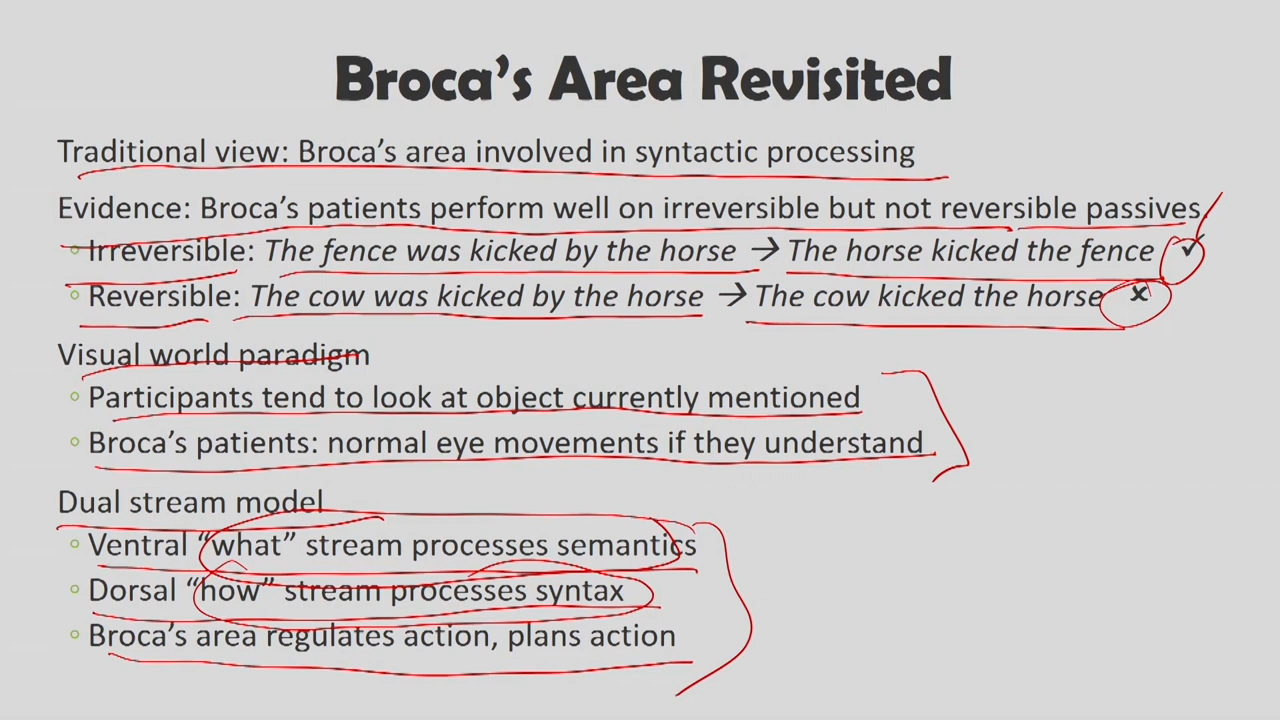 Broca’s Area Revisited
Traditional view: Broca’s area involved in syntactic processing
Evidence: Broca’s patients perform well on irreversible but not reversible passives
◦ Irreversible: The fence was kicked by the horse → The horse kicked the fence ✓
◦ Reversible: The cow was kicked by the horse → The cow kicked the horse ✗
Visual world paradigm
◦ Participants tend to look at object currently mentioned
◦ Broca’s patients: normal eye movements if they understand
Dual stream model
◦ Ventral “what” stream processes semantics
◦ Dorsal “how” stream processes syntax
◦ Broca’s area regulates action, plans action